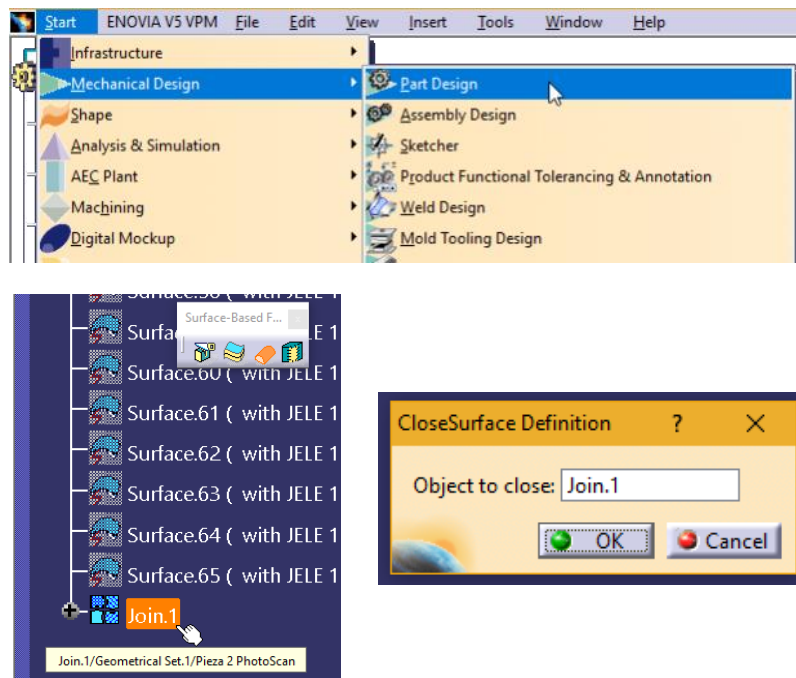 Start ENOVIA V5 VPM File Edit View Insert Tools Window Help
Infrastructure
Mechanical Design
Shape
Analysis & Simulation
AEC Plant
Machining
Digital Mockup
Part Design
Assembly Design
Sketcher
Product Functional Tolerancing & Annotation
Weld Design
Mold Tooling Design
Surface-Based F...
Surfa E 1
Surface.60 ( with JELE 1
Surface.61 ( with JELE 1
Surface.62 ( with JELE 1
Surface.63 ( with JELE 1
Surface.64 ( with JELE 1
Surface.65 ( with JELE 1
Join.1
Join.1/Geometrical Set.1/Pieza 2 PhotoScan
CloseSurface Definition ? X
Object to close: Join.1
OK Cancel